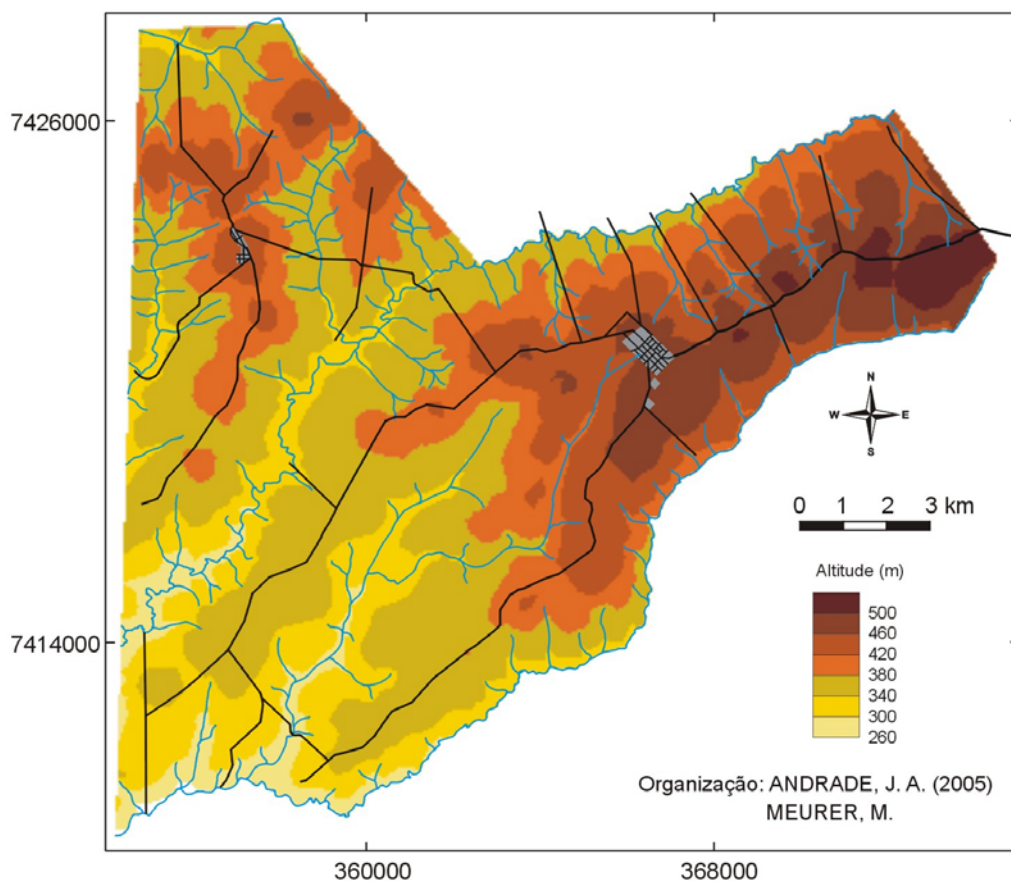 7426000
N
W E
S
0 1 2 3 km
Altitude (m)
500
460
420
380
340
300
260
7414000
Organização: ANDRADE, J. A. (2005)
MEURER, M.
360000 368000